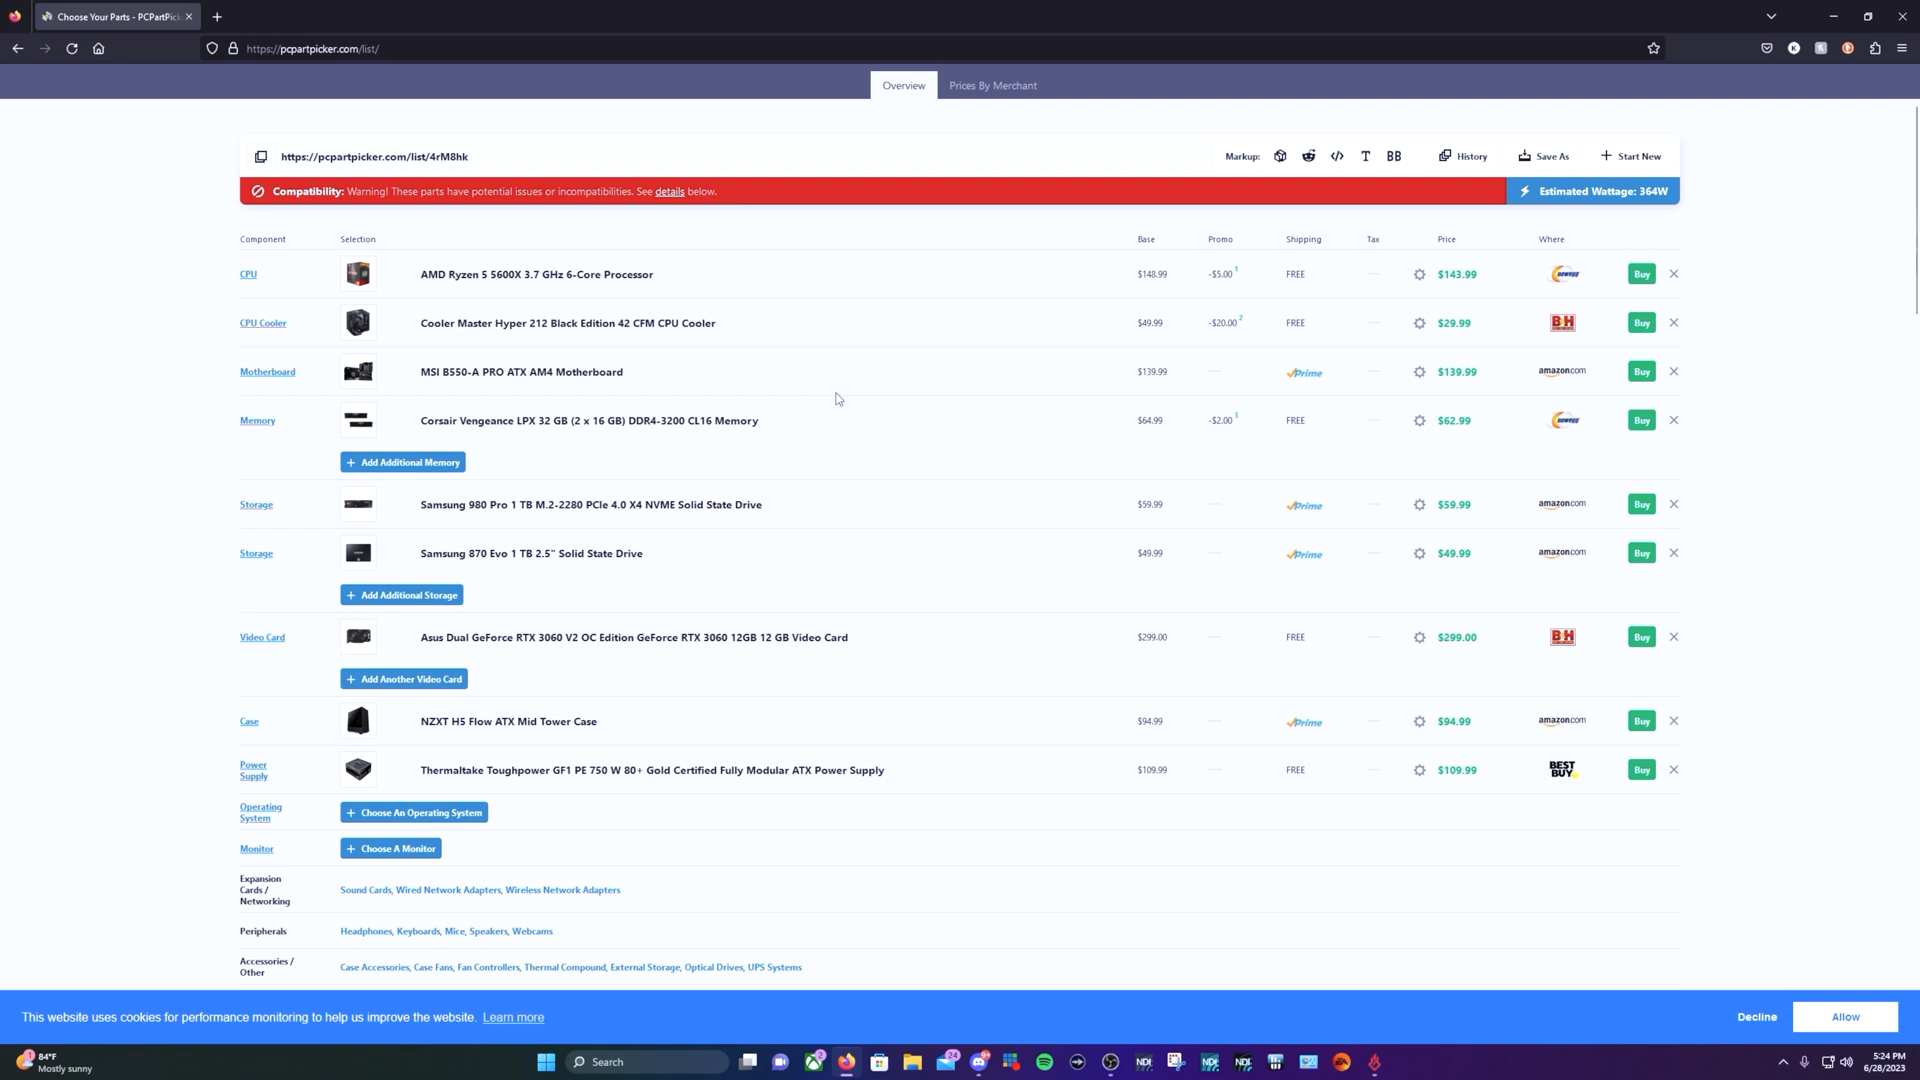 Choose Your Parts - PCPartPick
https://pcpartpicker.com/list/
Overview
Prices By Merchant
https://pcpartpicker.com/list/4rM8hk
Markup:
T
BB
History
Save As
+ Start New
Compatibility: Warning! These parts have potential issues or incompatibilities. See details below.
Estimated Wattage: 364W
Component Selection Base Promo Shipping Tax Price Where
CPU AMD Ryzen 5 5600X 3.7 GHz 6-Core Processor $148.99 -$5.00 1 FREE $143.99 newegg Buy
CPU Cooler Cooler Master Hyper 212 Black Edition 42 CFM CPU Cooler $49.99 -$20.00 2 FREE $29.99 B&H Buy
Motherboard MSI B550-A PRO ATX AM4 Motherboard $139.99 Prime $139.99 amazon.com Buy
Memory Corsair Vengeance LPX 32 GB (2 x 16 GB) DDR4-3200 CL16 Memory $64.99 -$2.00 3 FREE $62.99 newegg Buy
+ Add Additional Memory
Storage Samsung 980 Pro 1 TB M.2-2280 PCIe 4.0 X4 NVME Solid State Drive $59.99 Prime $59.99 amazon.com Buy
Storage Samsung 870 Evo 1 TB 2.5" Solid State Drive $49.99 Prime $49.99 amazon.com Buy
+ Add Additional Storage
Video Card Asus Dual GeForce RTX 3060 V2 OC Edition GeForce RTX 3060 12GB 12 GB Video Card $299.00 FREE $299.00 B&H Buy
+ Add Another Video Card
Case NZXT H5 Flow ATX Mid Tower Case $94.99 Prime $94.99 amazon.com Buy
Power
Supply
Thermaltake Toughpower GF1 PE 750 W 80+ Gold Certified Fully Modular ATX Power Supply $109.99 FREE $109.99 BEST BUY Buy
Operating
System
+ Choose An Operating System
Monitor + Choose A Monitor
Expansion
Cards /
Networking
Sound Cards, Wired Network Adapters, Wireless Network Adapters
Peripherals Headphones, Keyboards, Mice, Speakers, Webcams
Accessories /
Other
Case Accessories, Case Fans, Fan Controllers, Thermal Compound, External Storage, Optical Drives, UPS Systems
This website uses cookies for performance monitoring to help us improve the website. Learn more
Decline
Allow
84°F
Mostly sunny
Search
5:24 PM
6/28/2023